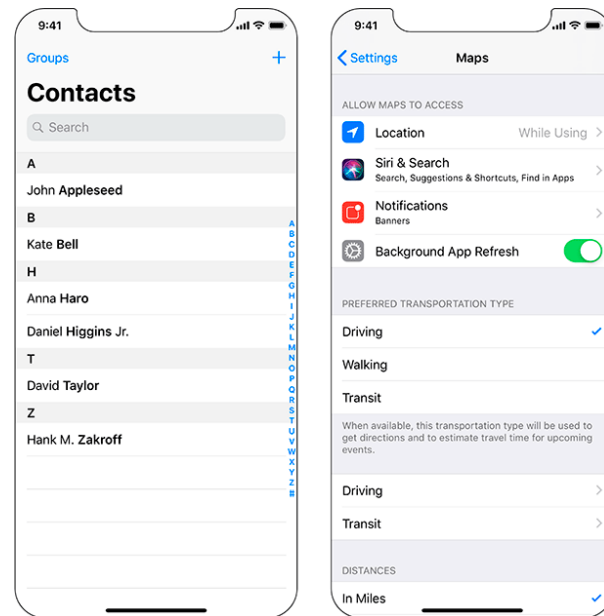 9:41
Groups
+
Contacts
Search
A
John Appleseed
B
Kate Bell
H
Anna Haro
Daniel Higgins Jr.
T
David Taylor
Z
Hank M. Zakroff
A
B
C
D
E
F
G
H
I
J
K
L
M
N
O
P
Q
R
S
T
U
V
W
X
Y
Z
#
9:41
Settings
Maps
ALLOW MAPS TO ACCESS
Location While Using
Siri & Search
Search, Suggestions & Shortcuts, Find in Apps
Notifications
Banners
Background App Refresh
PREFERRED TRANSPORTATION TYPE
Driving
Walking
Transit
When available, this transportation type will be used to
get directions and to estimate travel time for upcoming
events.
Driving
Transit
DISTANCES
In Miles